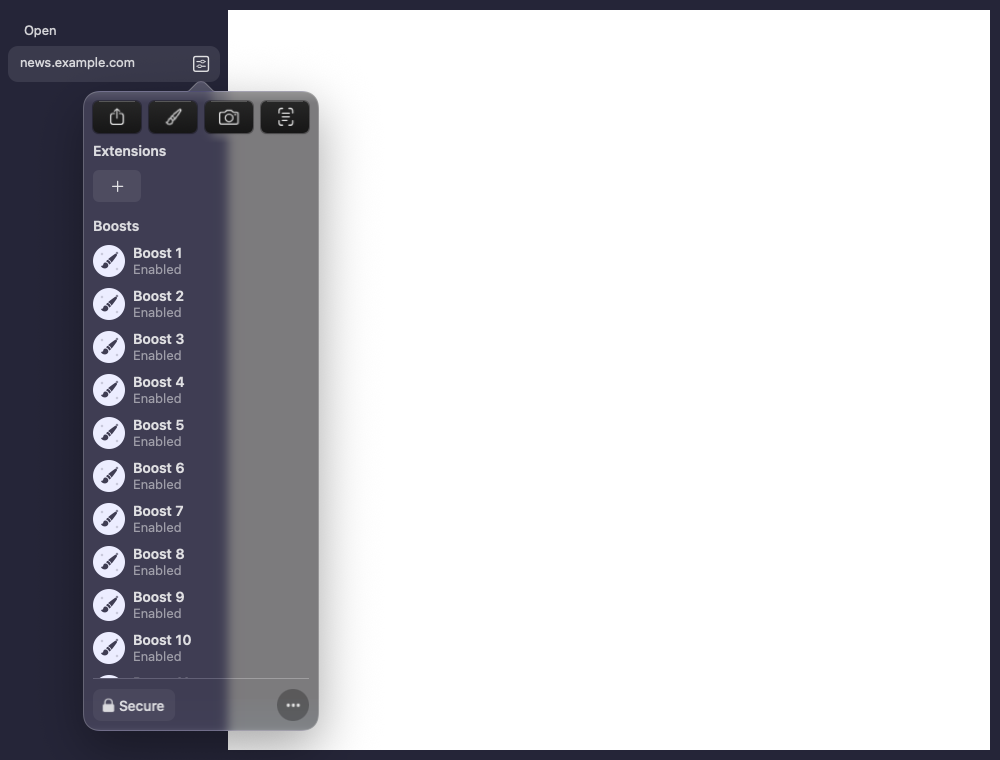 Open
news.example.com
Extensions
Boosts
Boost 1
Enabled
Boost 2
Enabled
Boost 3
Enabled
Boost 4
Enabled
Boost 5
Enabled
Boost 6
Enabled
Boost 7
Enabled
Boost 8
Enabled
Boost 9
Enabled
Boost 10
Enabled
Secure